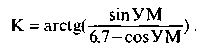 K = arctg(sin УМ / 6.7−cos УМ).